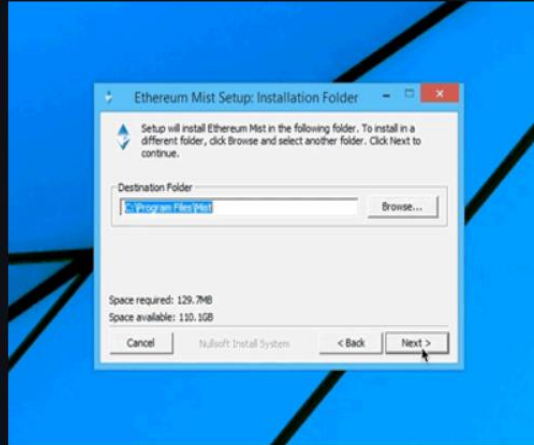 Ethereum Mist Setup: Installation Folder
Setup will install Ethereum Mist in the following folder. To install in a
different folder, click Browse and select another folder. Click Next to
continue.
Destination Folder
C:\Program Files\Mist
Browse...
Space required: 129.7MB
Space available: 110.1GB
Cancel
Nullsoft Install System
< Back
Next >